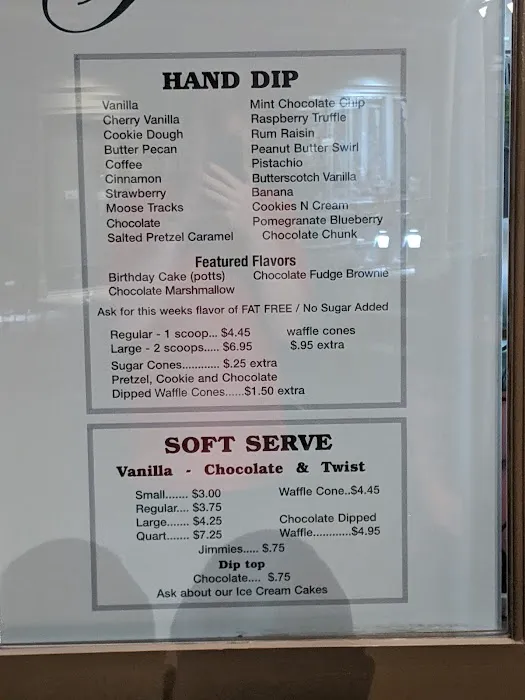 HAND DIP
Vanilla
Cherry Vanilla
Cookie Dough
Butter Pecan
Coffee
Cinnamon
Strawberry
Moose Tracks
Chocolate
Salted Pretzel Caramel
Mint Chocolate Chip
Raspberry Truffle
Rum Raisin
Peanut Butter Swirl
Pistachio
Butterscotch Vanilla
Banana
Cookies N Cream
Pomegranate Blueberry
Chocolate Chunk
Featured Flavors
Birthday Cake (potts) Chocolate Fudge Brownie
Chocolate Marshmallow
Ask for this weeks flavor of FAT FREE / No Sugar Added
Regular - 1 scoop... $4.45
Large - 2 scoops..... $6.95
waffle cones
$.95 extra
Sugar Cones............ $.25 extra
Pretzel, Cookie and Chocolate
Dipped Waffle Cones......$1.50 extra
SOFT SERVE
Vanilla - Chocolate & Twist
Small....... $3.00
Regular.... $3.75
Large....... $4.25
Quart....... $7.25
Waffle Cone..$4.45
Chocolate Dipped
Waffle............$4.95
Jimmies..... $.75
Dip top
Chocolate.... $.75
Ask about our Ice Cream Cakes